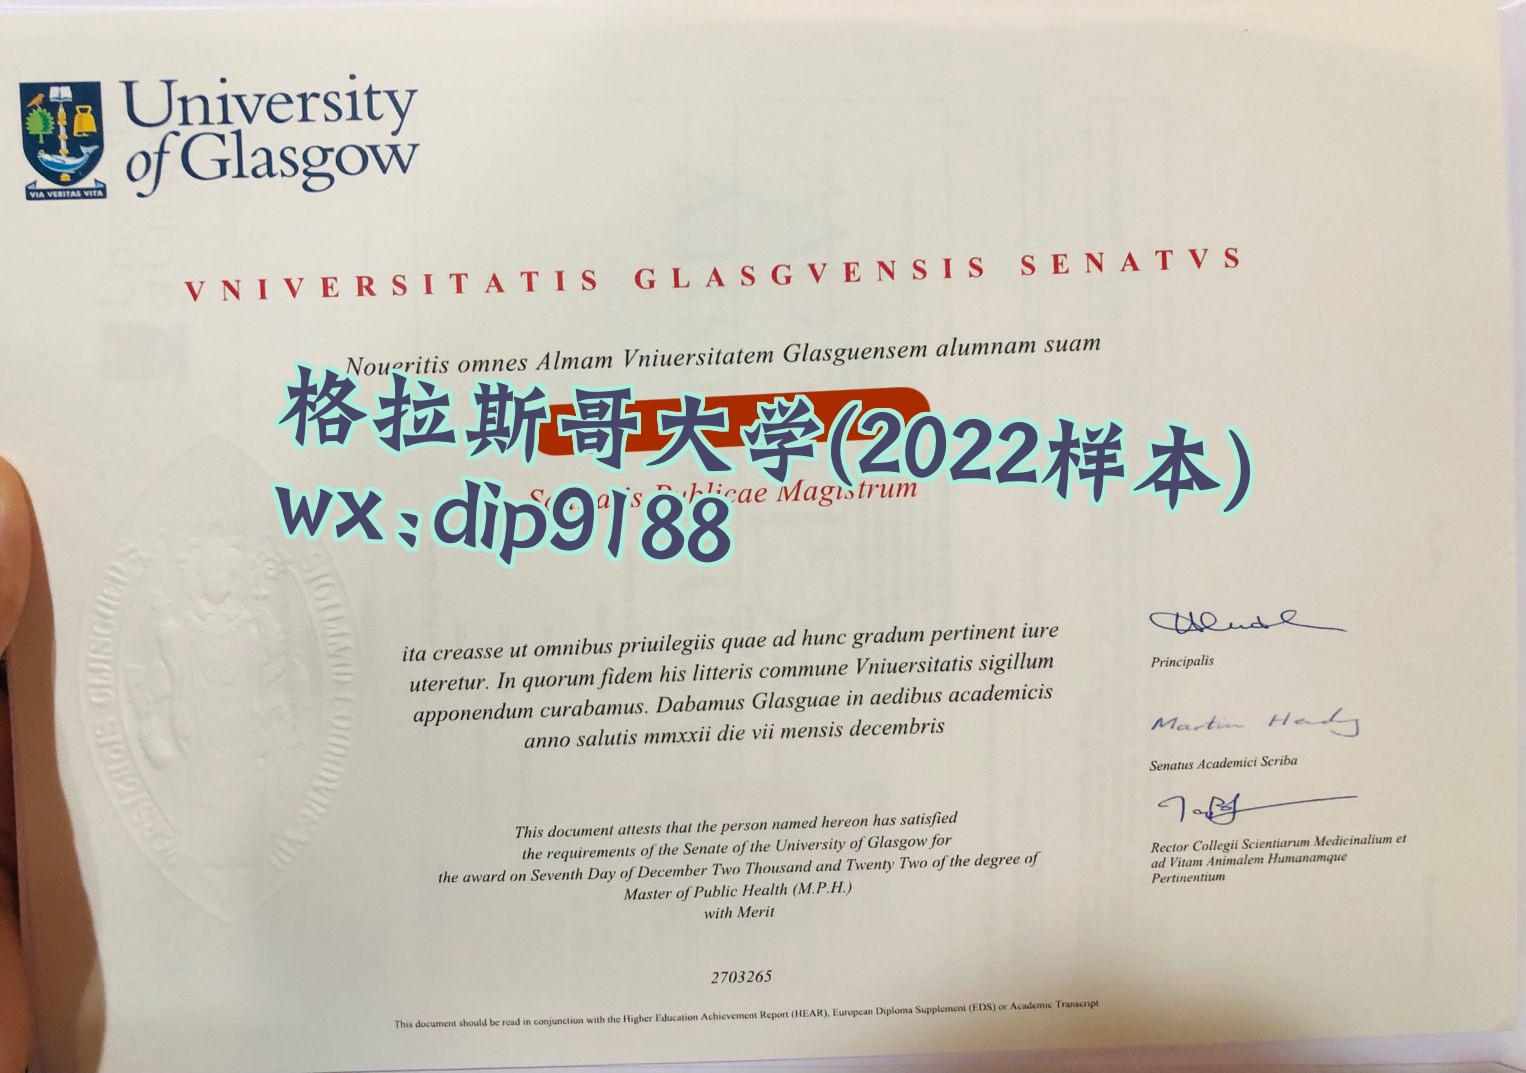 University
of Glasgow
VIA VERITAS VITA
VNIVERSITATIS GLASGVENSIS SENATVS
Noueritis omnes Almam Vniuersitatem Glasguensem alumnam suam
格拉斯哥大学(2022样本)
Publicae Magistrum
wx:dip9188
ita creasse ut omnibus priuilegiis quae ad hunc gradum pertinent iure
uteretur. In quorum fidem his litteris commune Vniuersitatis sigillum
apponendum curabamus. Dabamus Glasguae in aedibus academicis
anno salutis mmxxii die vii mensis decembris
Principalis
Martin Hendry
Senatus Academici Scriba
Rector Collegii Scientiarum Medicinalium et
ad Vitam Animalem Humanamque
Pertinentium
This document attests that the person named hereon has satisfied
the requirements of the Senate of the University of Glasgow for
the award on Seventh Day of December Two Thousand and Twenty Two of the degree of
Master of Public Health (M.P.H.)
with Merit
2703265
This document should be read in conjunction with the Higher Education Achievement Report (HEAR), European Diploma Supplement (EDS) or Academic Transcript